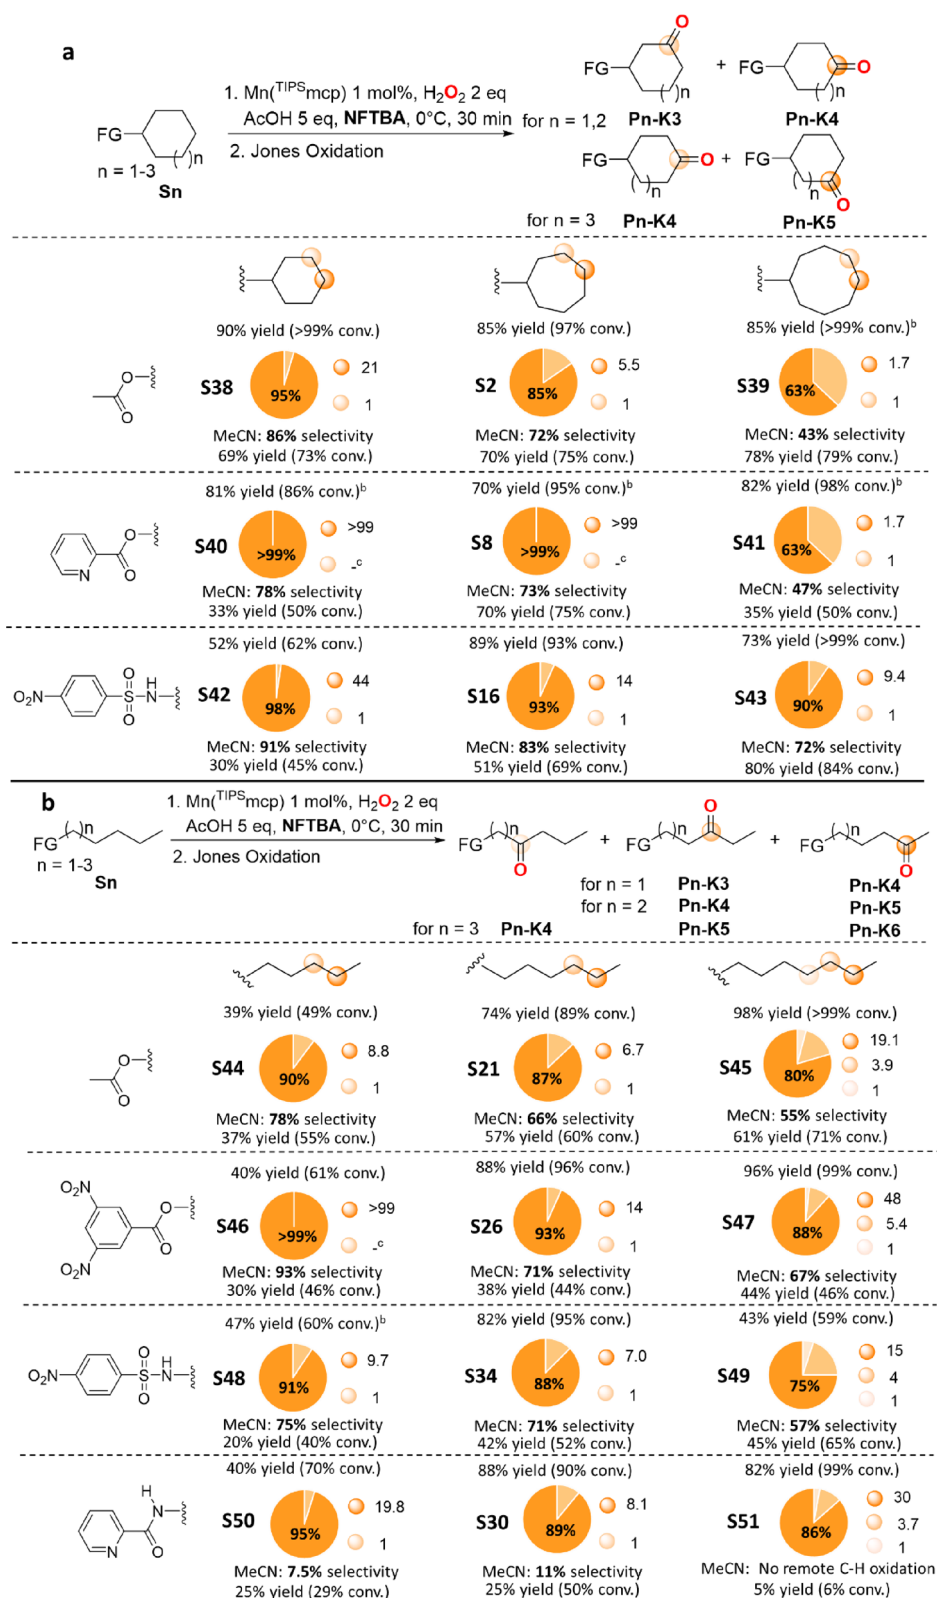 a
O
O
FG
FG
( )n
( )n
+
1. Mn(TIPSmcp) 1 mol%, H2O2 2 eq
AcOH 5 eq, NFTBA, 0°C, 30 min
2. Jones Oxidation
FG
( )n
n = 1-3
Sn
for n = 1,2
Pn-K3
Pn-K4
FG
O
+
FG
( )n
( )n
O
for n = 3
Pn-K4
Pn-K5
90% yield (>99% conv.)
85% yield (97% conv.)
85% yield (>99% conv.)b
O
O
S38
95%
21
1
S2
85%
5.5
1
S39
63%
1.7
1
MeCN: 86% selectivity
69% yield (73% conv.)
MeCN: 72% selectivity
70% yield (75% conv.)
MeCN: 43% selectivity
78% yield (79% conv.)
81% yield (86% conv.)b
70% yield (95% conv.)b
82% yield (98% conv.)b
N
O
O
S40
>99%
>99
-c
S8
>99%
>99
-c
S41
63%
1.7
1
MeCN: 78% selectivity
33% yield (50% conv.)
MeCN: 73% selectivity
70% yield (75% conv.)
MeCN: 47% selectivity
35% yield (50% conv.)
52% yield (62% conv.)
89% yield (93% conv.)
73% yield (>99% conv.)
O2N
O
S
O
H
N
S42
98%
44
1
S16
93%
14
1
S43
90%
9.4
1
MeCN: 91% selectivity
30% yield (45% conv.)
MeCN: 83% selectivity
51% yield (69% conv.)
MeCN: 72% selectivity
80% yield (84% conv.)
b
FG
( )n
n = 1-3
Sn
1. Mn(TIPSmcp) 1 mol%, H2O2 2 eq
AcOH 5 eq, NFTBA, 0°C, 30 min
2. Jones Oxidation
FG
( )n
O
+
FG
( )n
O
+
FG
( )n
O
for n = 1
Pn-K3
Pn-K4
for n = 2
Pn-K4
Pn-K5
for n = 3
Pn-K4
Pn-K5
Pn-K6
39% yield (49% conv.)
74% yield (89% conv.)
98% yield (>99% conv.)
O
O
S44
90%
8.8
1
S21
87%
6.7
1
S45
80%
19.1
3.9
1
MeCN: 78% selectivity
37% yield (55% conv.)
MeCN: 66% selectivity
57% yield (60% conv.)
MeCN: 55% selectivity
61% yield (71% conv.)
40% yield (61% conv.)
88% yield (96% conv.)
96% yield (99% conv.)
O2N
O2N
O
O
S46
>99%
>99
-c
S26
93%
14
1
S47
88%
48
5.4
1
MeCN: 93% selectivity
30% yield (46% conv.)
MeCN: 71% selectivity
38% yield (44% conv.)
MeCN: 67% selectivity
44% yield (46% conv.)
47% yield (60% conv.)b
82% yield (95% conv.)
43% yield (59% conv.)
O2N
O
S
O
H
N
S48
91%
9.7
1
S34
88%
7.0
1
S49
75%
15
4
1
MeCN: 75% selectivity
20% yield (40% conv.)
MeCN: 71% selectivity
42% yield (52% conv.)
MeCN: 57% selectivity
45% yield (65% conv.)
40% yield (70% conv.)
88% yield (90% conv.)
82% yield (99% conv.)
H
N
N
O
S50
95%
19.8
1
S30
89%
8.1
1
S51
86%
30
3.7
1
MeCN: 7.5% selectivity
25% yield (29% conv.)
MeCN: 11% selectivity
25% yield (50% conv.)
MeCN: No remote C-H oxidation
5% yield (6% conv.)